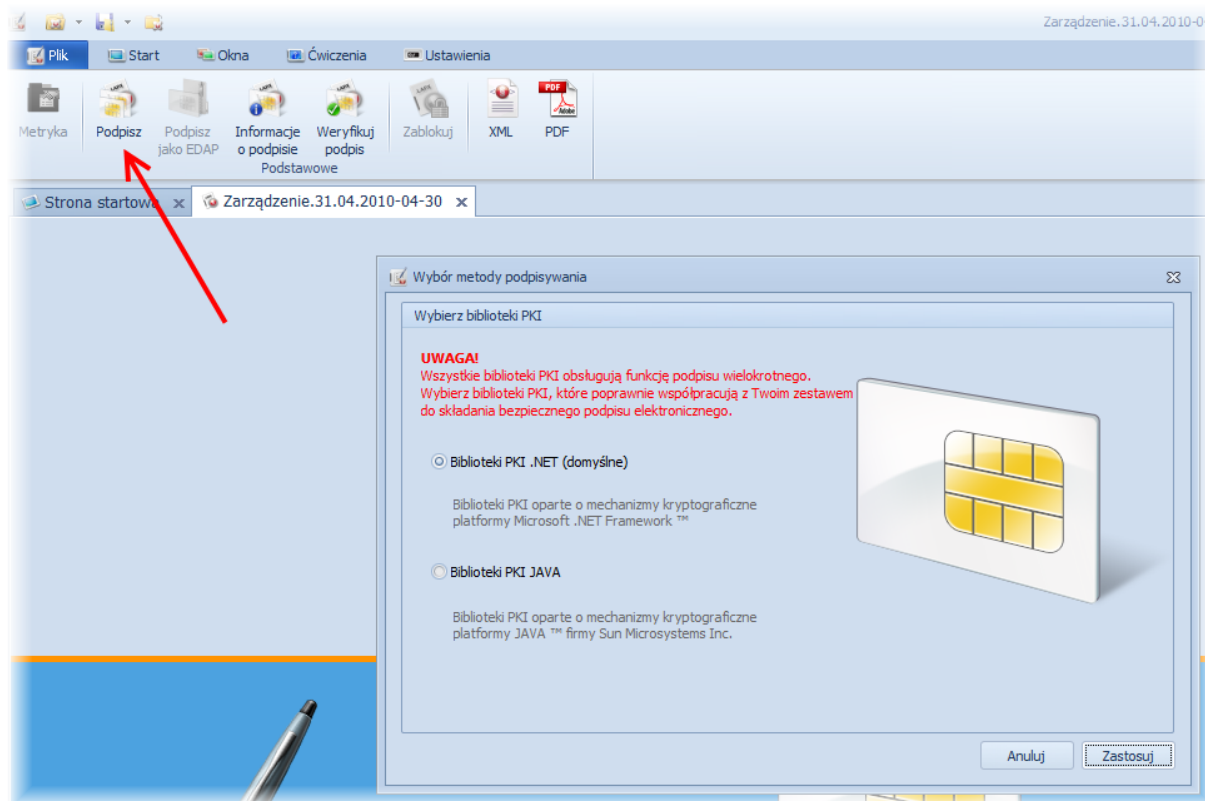 Zarządzenie.31.04.2010-0
Plik Start Okna Ćwiczenia Ustawienia
Metryka Podpisz Podpisz jako EDAP Informacje o podpisie Weryfikuj podpis Zablokuj XML PDF
Podstawowe
Strona startowa x Zarządzenie.31.04.2010-04-30 x
Wybór metody podpisywania
Wybierz biblioteki PKI
UWAGA!
Wszystkie biblioteki PKI obsługują funkcję podpisu wielokrotnego.
Wybierz biblioteki PKI, które poprawnie współpracują z Twoim zestawem
do składania bezpiecznego podpisu elektronicznego.
Biblioteki PKI .NET (domyślne)
Biblioteki PKI oparte o mechanizmy kryptograficzne
platformy Microsoft .NET Framework ™
Biblioteki PKI JAVA
Biblioteki PKI oparte o mechanizmy kryptograficzne
platformy JAVA ™ firmy Sun Microsystems Inc.
Anuluj Zastosuj